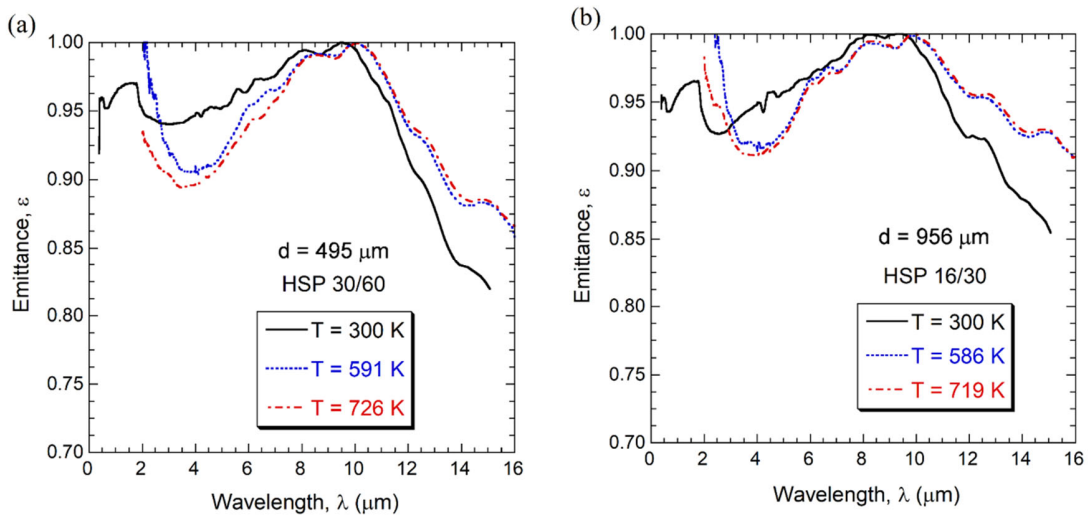 (a)
Emittance, ε
1.00
0.95
0.90
0.85
0.80
0.75
0.70
d = 495 μm
HSP 30/60
T = 300 K
T = 591 K
T = 726 K
0 2 4 6 8 10 12 14 16
Wavelength, λ (μm)
(b)
Emittance, ε
1.00
0.95
0.90
0.85
0.80
0.75
0.70
d = 956 μm
HSP 16/30
T = 300 K
T = 586 K
T = 719 K
0 2 4 6 8 10 12 14 16
Wavelength, λ (μm)